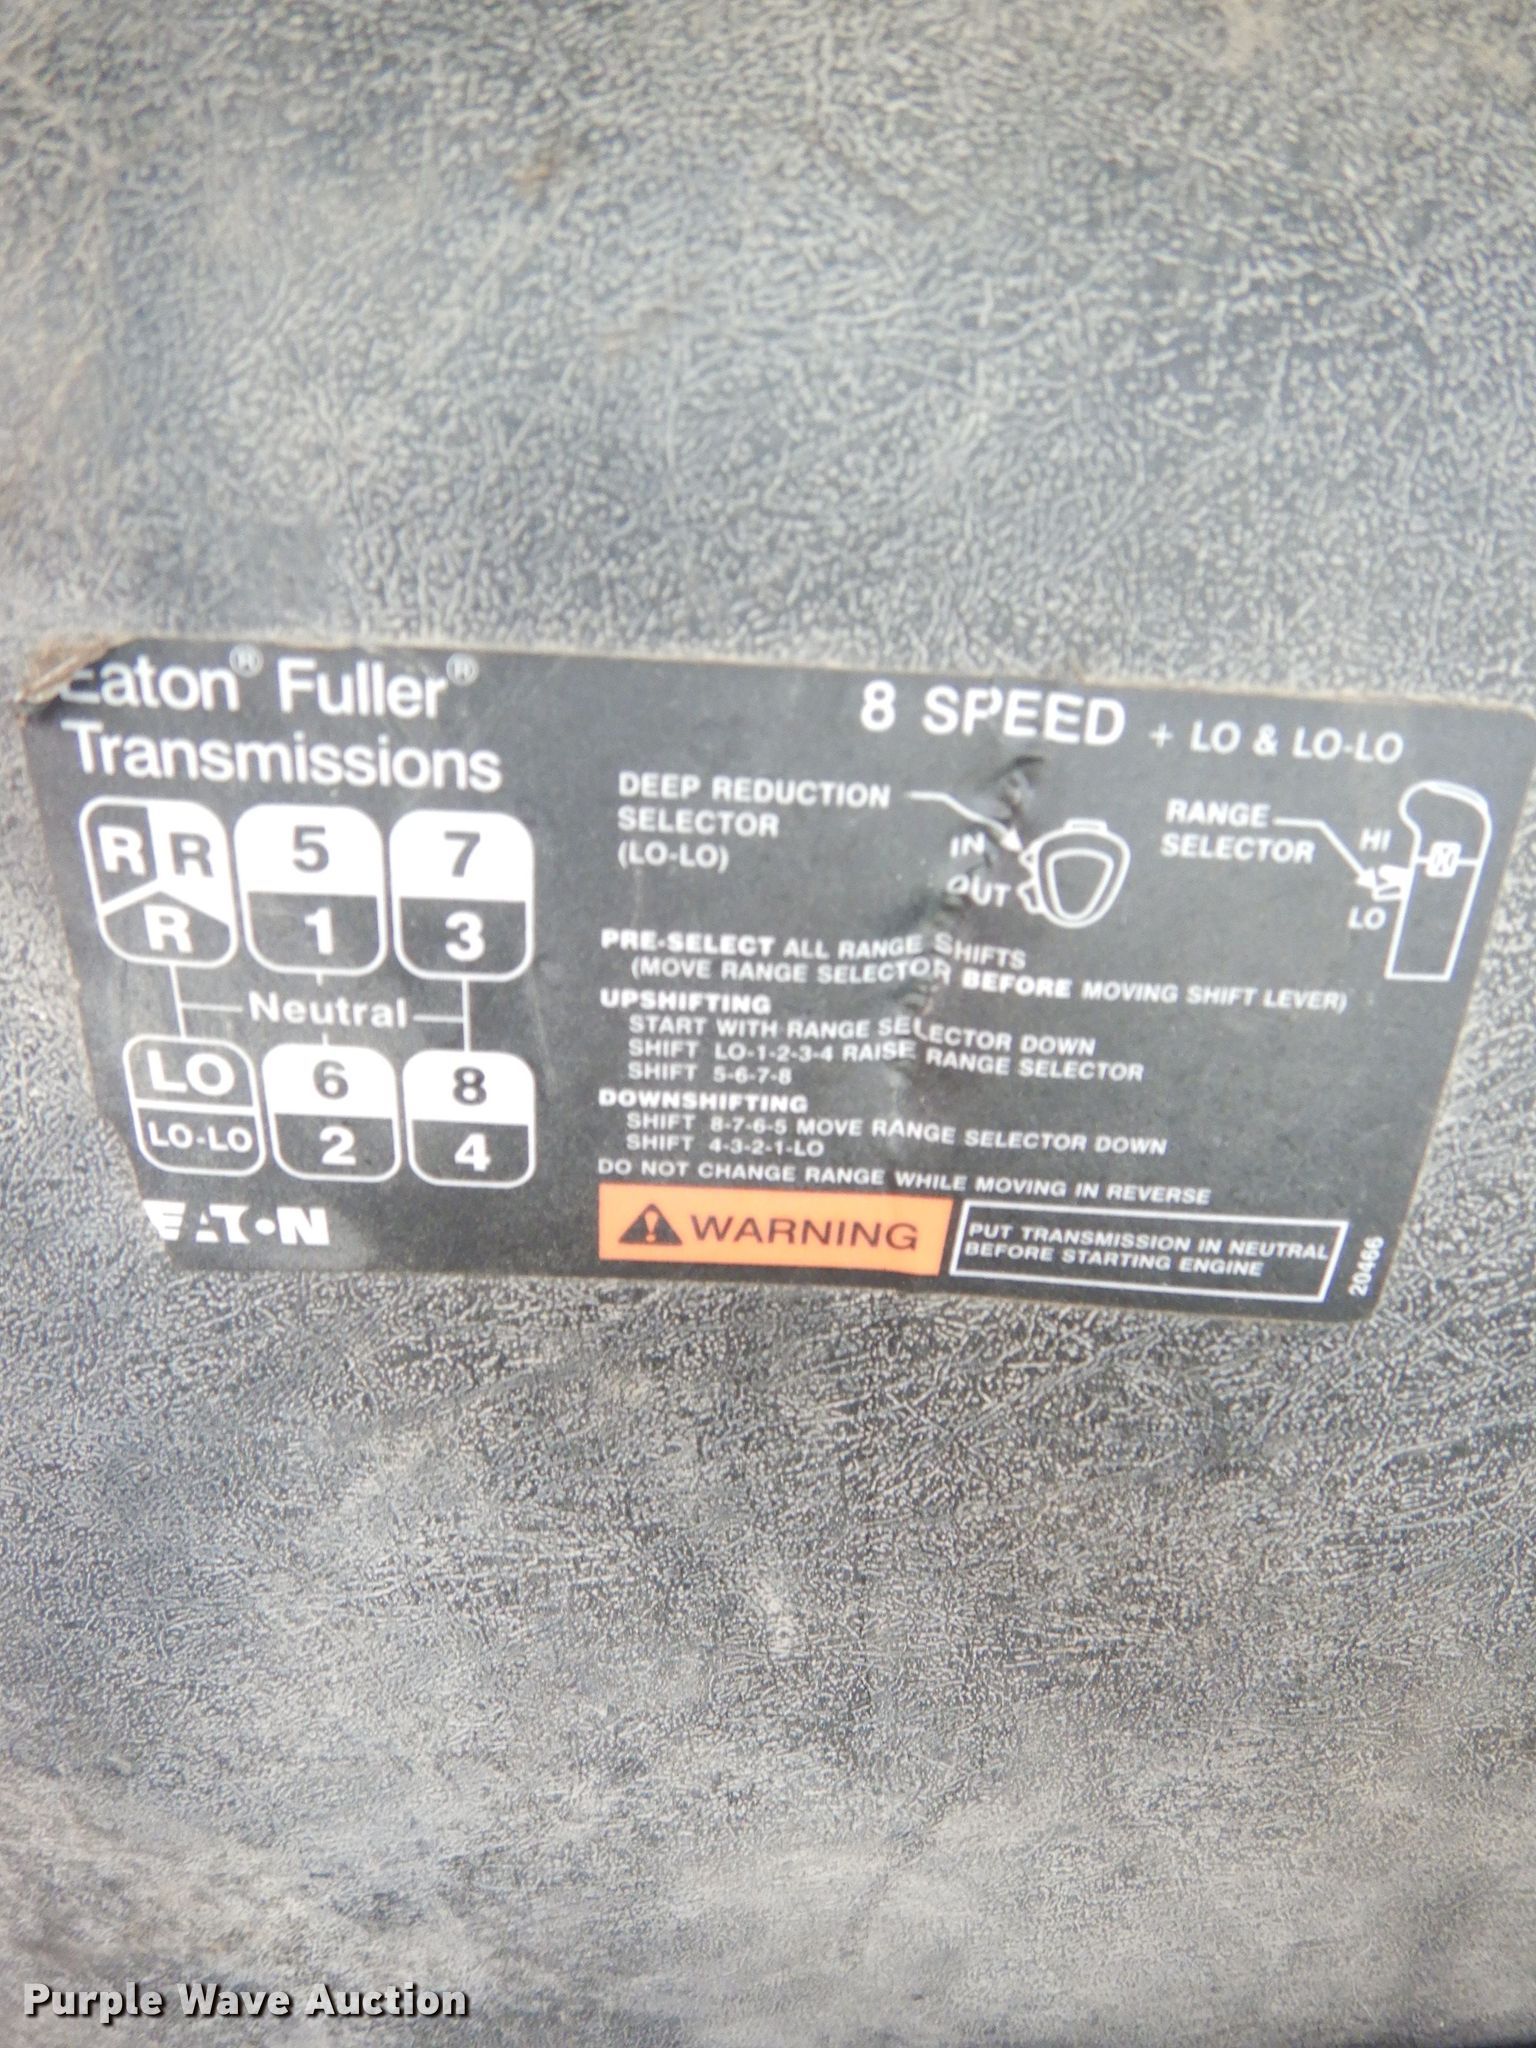 Eaton® Fuller®
Transmissions
8 SPEED + LO & LO-LO
R R 5 7
R 1 3
Neutral
LO 6 8
LO-LO 2 4
EATON
DEEP REDUCTION
SELECTOR
(LO-LO)
IN
OUT
RANGE
SELECTOR
HI
LO
PRE-SELECT ALL RANGE SHIFTS
(MOVE RANGE SELECTOR BEFORE MOVING SHIFT LEVER)
UPSHIFTING
START WITH RANGE SELECTOR DOWN
SHIFT LO-1-2-3-4 RAISE RANGE SELECTOR
SHIFT 5-6-7-8
DOWNSHIFTING
SHIFT 8-7-6-5 MOVE RANGE SELECTOR DOWN
SHIFT 4-3-2-1-LO
DO NOT CHANGE RANGE WHILE MOVING IN REVERSE
WARNING
PUT TRANSMISSION IN NEUTRAL
BEFORE STARTING ENGINE
20466
Purple Wave Auction